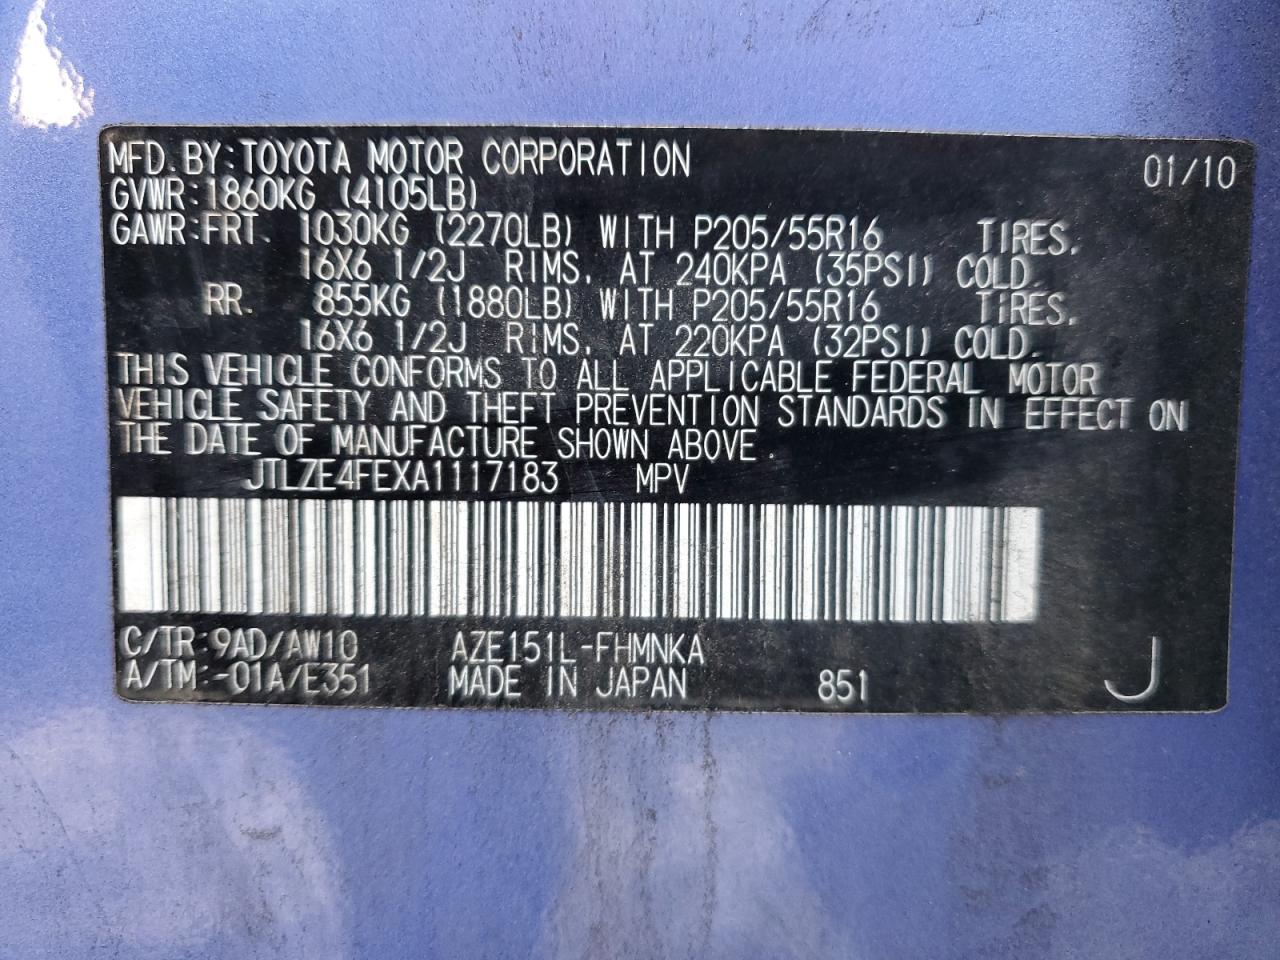 MFD. BY: TOYOTA MOTOR CORPORATION 01/10
GVWR: 1860KG (4105LB)
GAWR: FRT. 1030KG (2270LB) WITH P205/55R16 TIRES,
16X6 1/2J RIMS, AT 240KPA (35PSI) COLD.
RR. 855KG (1880LB) WITH P205/55R16 TIRES,
16X6 1/2J RIMS, AT 220KPA (32PSI) COLD.
THIS VEHICLE CONFORMS TO ALL APPLICABLE FEDERAL MOTOR
VEHICLE SAFETY AND THEFT PREVENTION STANDARDS IN EFFECT ON
THE DATE OF MANUFACTURE SHOWN ABOVE.
JTLZE4FEXA1117183 MPV
C/TR: 9AD/AW10 AZE151L-FHMNKA
A/TM: -01A/E351 MADE IN JAPAN 851 J